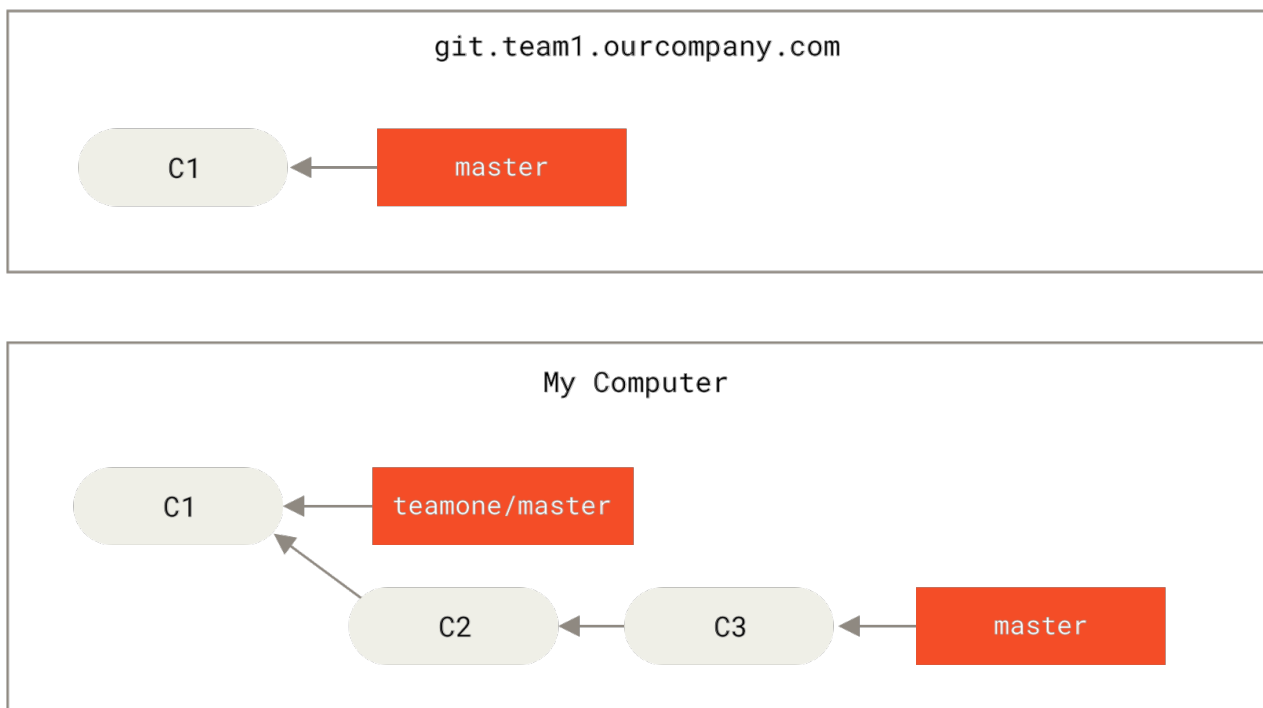 git.team1.ourcompany.com
C1
master
My Computer
C1
teamone/master
C2
C3
master